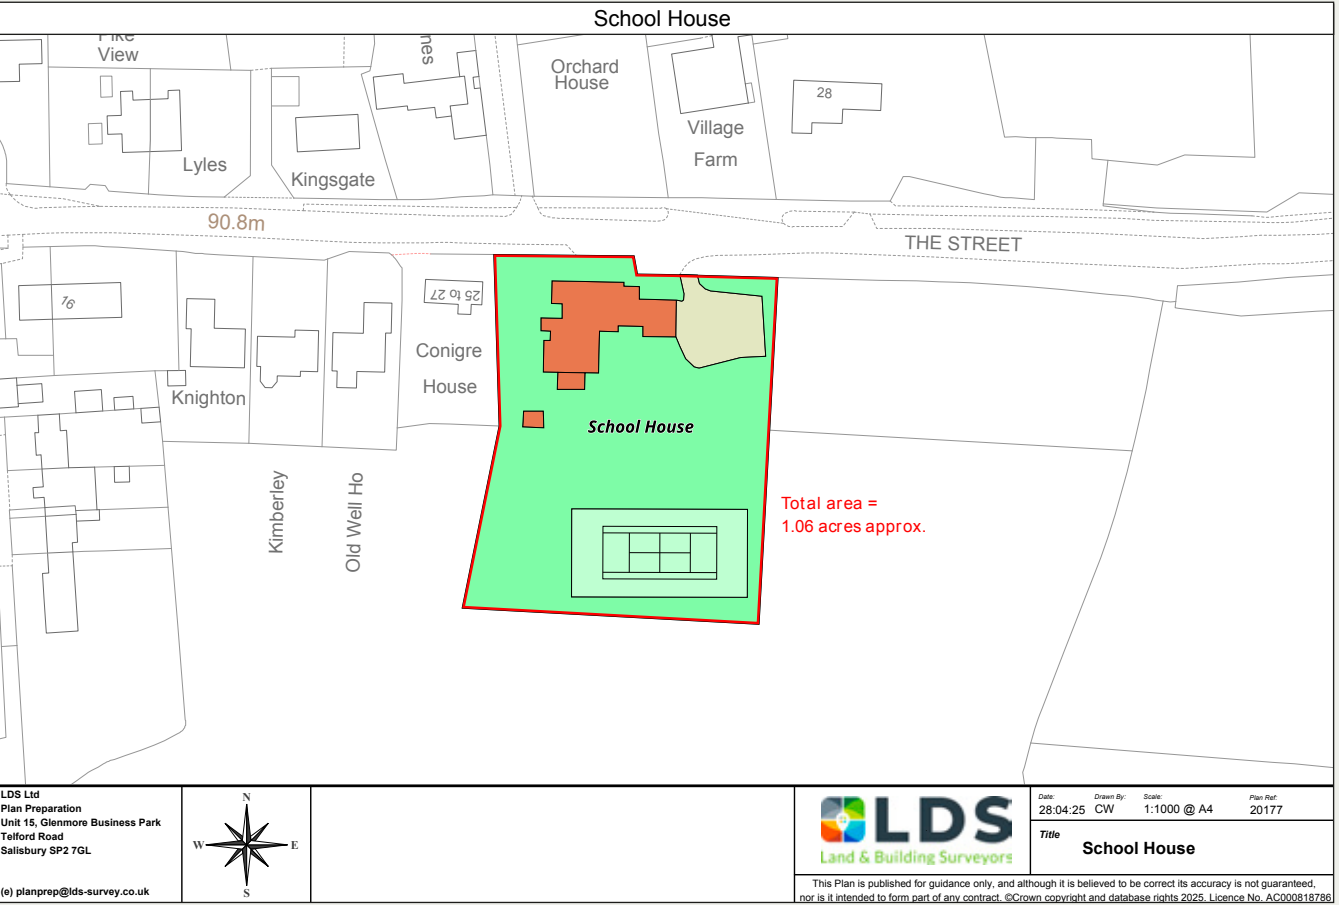 School House
View
nes
Orchard
House
28
Village
Farm
Lyles
Kingsgate
90.8m
THE STREET
16
25 to 27
Conigre
House
Knighton
School House
Kimberley
Old Well Ho
Total area =
1.06 acres approx.
LDS Ltd
Plan Preparation
Unit 15, Glenmore Business Park
Telford Road
Salisbury SP2 7GL
(e) planprep@lds-survey.co.uk
N
W
E
S
LDS
Land & Building Surveyors
Date: Drawn By: Scale: Plan Ref:
28:04:25 CW 1:1000 @ A4 20177
Title
School House
This Plan is published for guidance only, and although it is believed to be correct its accuracy is not guaranteed,
nor is it intended to form part of any contract. ©Crown copyright and database rights 2025. Licence No. AC000818786